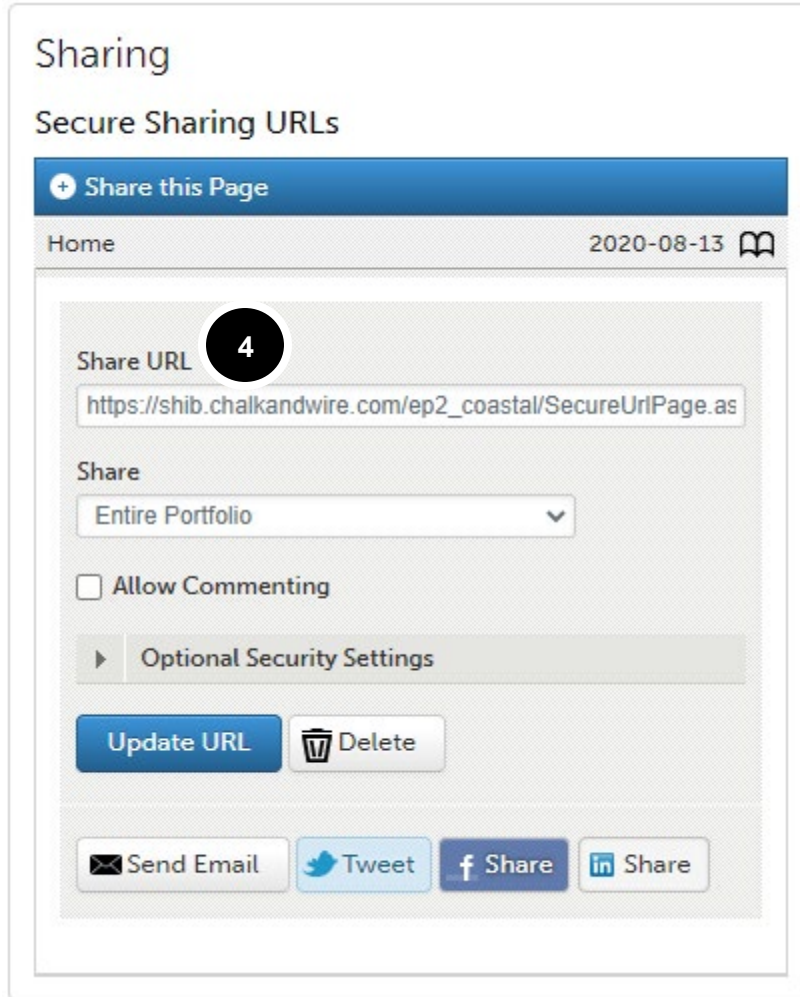 Sharing
Secure Sharing URLs
Share this Page
Home 2020-08-13
4
Share URL
https://shib.chalkandwire.com/ep2_coastal/SecureUrlPage.as
Share
Entire Portfolio
Allow Commenting
Optional Security Settings
Update URL Delete
Send Email Tweet f Share in Share